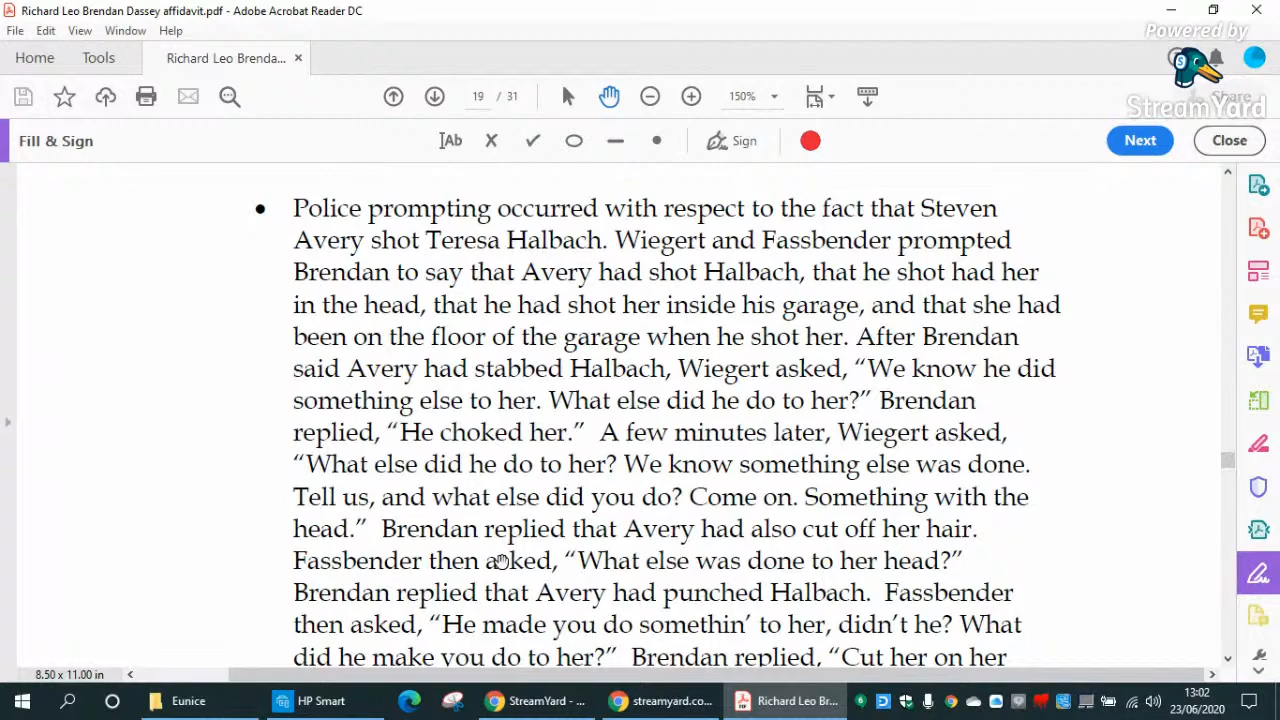 Richard Leo Brendan Dassey affidavit.pdf - Adobe Acrobat Reader DC
File Edit View Window Help
Powered by
Home Tools Richard Leo Brenda... ×
StreamYard
Share
19 / 31 150%
Fill & Sign Ab Sign Next Close
• Police prompting occurred with respect to the fact that Steven
Avery shot Teresa Halbach. Wiegert and Fassbender prompted
Brendan to say that Avery had shot Halbach, that he shot had her
in the head, that he had shot her inside his garage, and that she had
been on the floor of the garage when he shot her. After Brendan
said Avery had stabbed Halbach, Wiegert asked, “We know he did
something else to her. What else did he do to her?” Brendan
replied, “He choked her.” A few minutes later, Wiegert asked,
“What else did he do to her? We know something else was done.
Tell us, and what else did you do? Come on. Something with the
head.” Brendan replied that Avery had also cut off her hair.
Fassbender then asked, “What else was done to her head?”
Brendan replied that Avery had punched Halbach. Fassbender
then asked, “He made you do somethin’ to her, didn’t he? What
did he make you do to her?” Brendan replied, “Cut her on her
8.50 x 11.00 in
Eunice HP Smart StreamYard - ... streamyard.co... Richard Leo Br... 13:02
23/06/2020